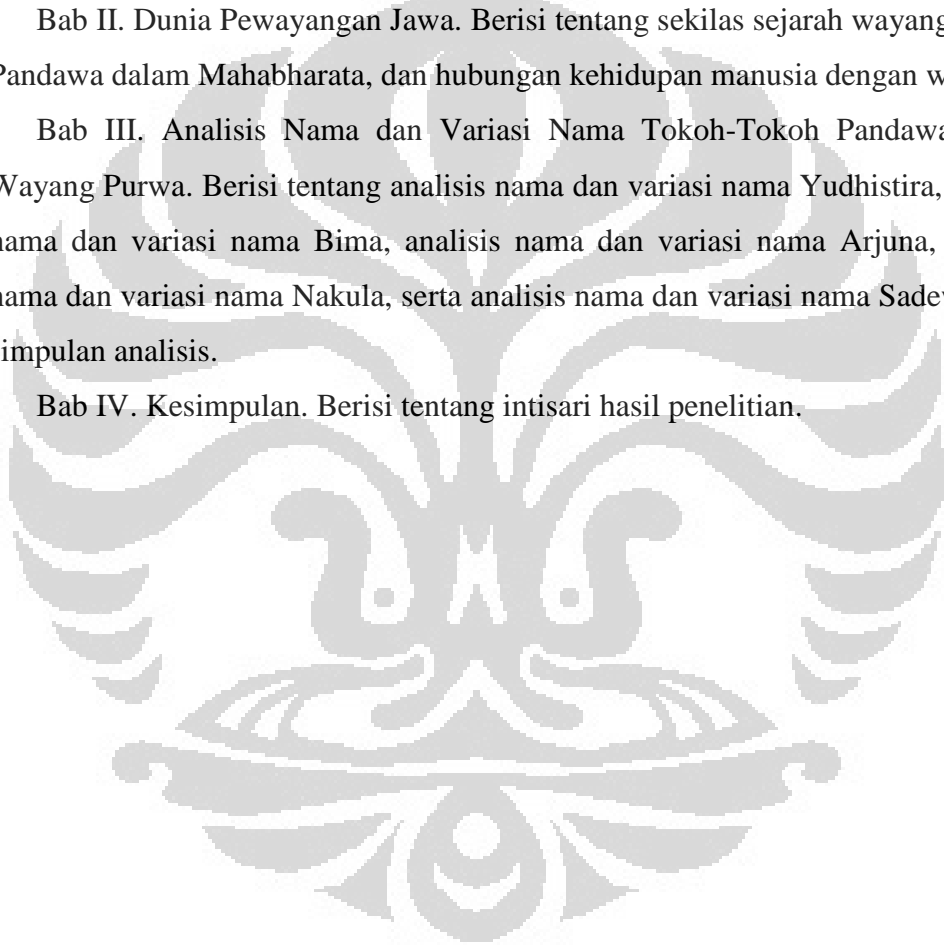 Bab II. Dunia Pewayangan Jawa. Berisi tentang sekilas sejarah wayang
Pandawa dalam Mahabharata, dan hubungan kehidupan manusia dengan w
Bab III. Analisis Nama dan Variasi Nama Tokoh-Tokoh Pandawa
Wayang Purwa. Berisi tentang analisis nama dan variasi nama Yudhistira,
nama dan variasi nama Bima, analisis nama dan variasi nama Arjuna,
nama dan variasi nama Nakula, serta analisis nama dan variasi nama Sadew
simpulan analisis.
Bab IV. Kesimpulan. Berisi tentang intisari hasil penelitian.